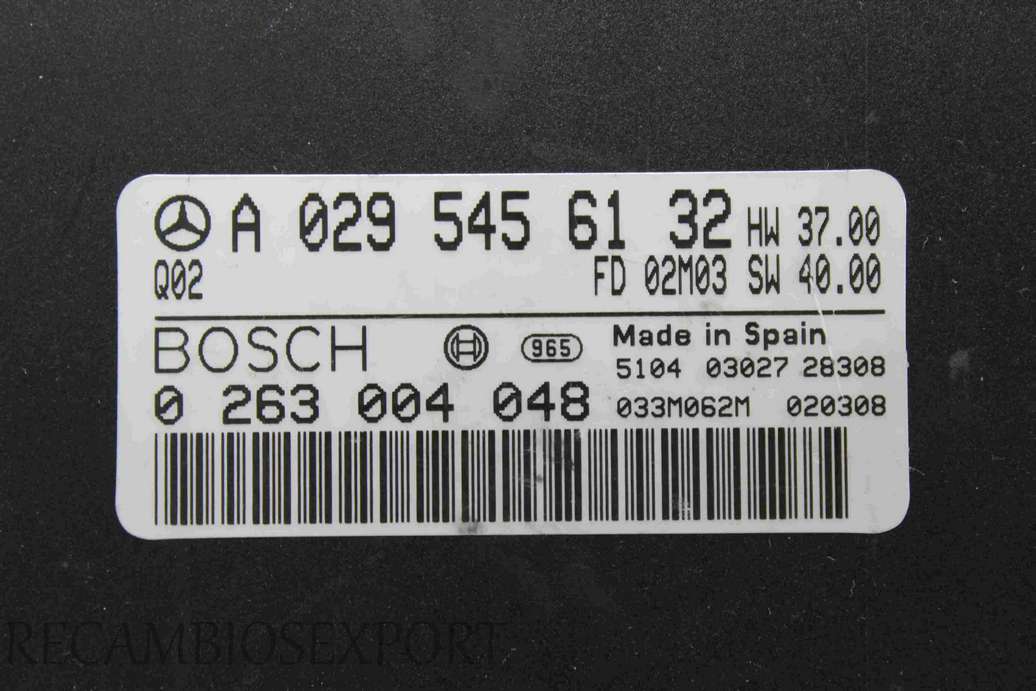 A 029 545 61 32 HW 37.00
Q02 FD 02M03 SW 40.00
BOSCH 965 Made in Spain
5104 03027 28308
0 263 004 048 033M062M 020308
RECAMBIOSEXPORT